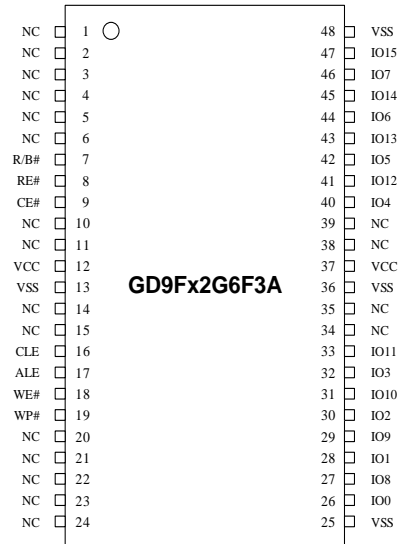 NC 1 48 VSS
NC 2 47 IO15
NC 3 46 IO7
NC 4 45 IO14
NC 5 44 IO6
NC 6 43 IO13
R/B# 7 42 IO5
RE# 8 41 IO12
CE# 9 40 IO4
NC 10 39 NC
NC 11 38 NC
VCC 12 37 VCC
VSS 13 GD9Fx2G6F3A 36 VSS
NC 14 35 NC
NC 15 34 NC
CLE 16 33 IO11
ALE 17 32 IO3
WE# 18 31 IO10
WP# 19 30 IO2
NC 20 29 IO9
NC 21 28 IO1
NC 22 27 IO8
NC 23 26 IO0
NC 24 25 VSS